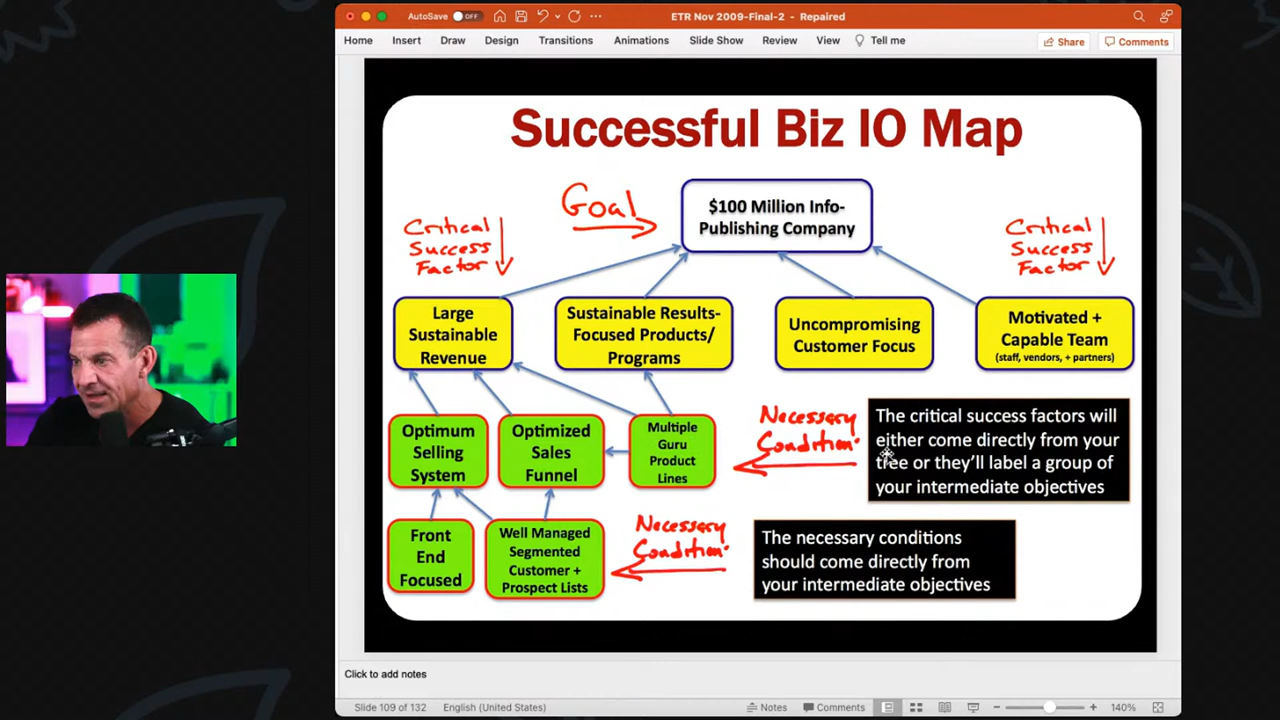 AutoSave OFF
ETR Nov 2009-Final-2 - Repaired
Home Insert Draw Design Transitions Animations Slide Show Review View Tell me
Share Comments
Successful Biz IO Map
Goal
$100 Million Info-
Publishing Company
Critical
Success
Factor
Critical
Success
Factor
Large
Sustainable
Revenue
Sustainable Results-
Focused Products/
Programs
Uncompromising
Customer Focus
Motivated +
Capable Team
(staff, vendors, + partners)
Optimum
Selling
System
Optimized
Sales
Funnel
Multiple
Guru
Product
Lines
Necessary
Condition
The critical success factors will
either come directly from your
tree or they'll label a group of
your intermediate objectives
Front
End
Focused
Well Managed
Segmented
Customer +
Prospect Lists
Necessary
Condition
The necessary conditions
should come directly from
your intermediate objectives
Click to add notes
Slide 109 of 132 English (United States) Notes Comments 140%